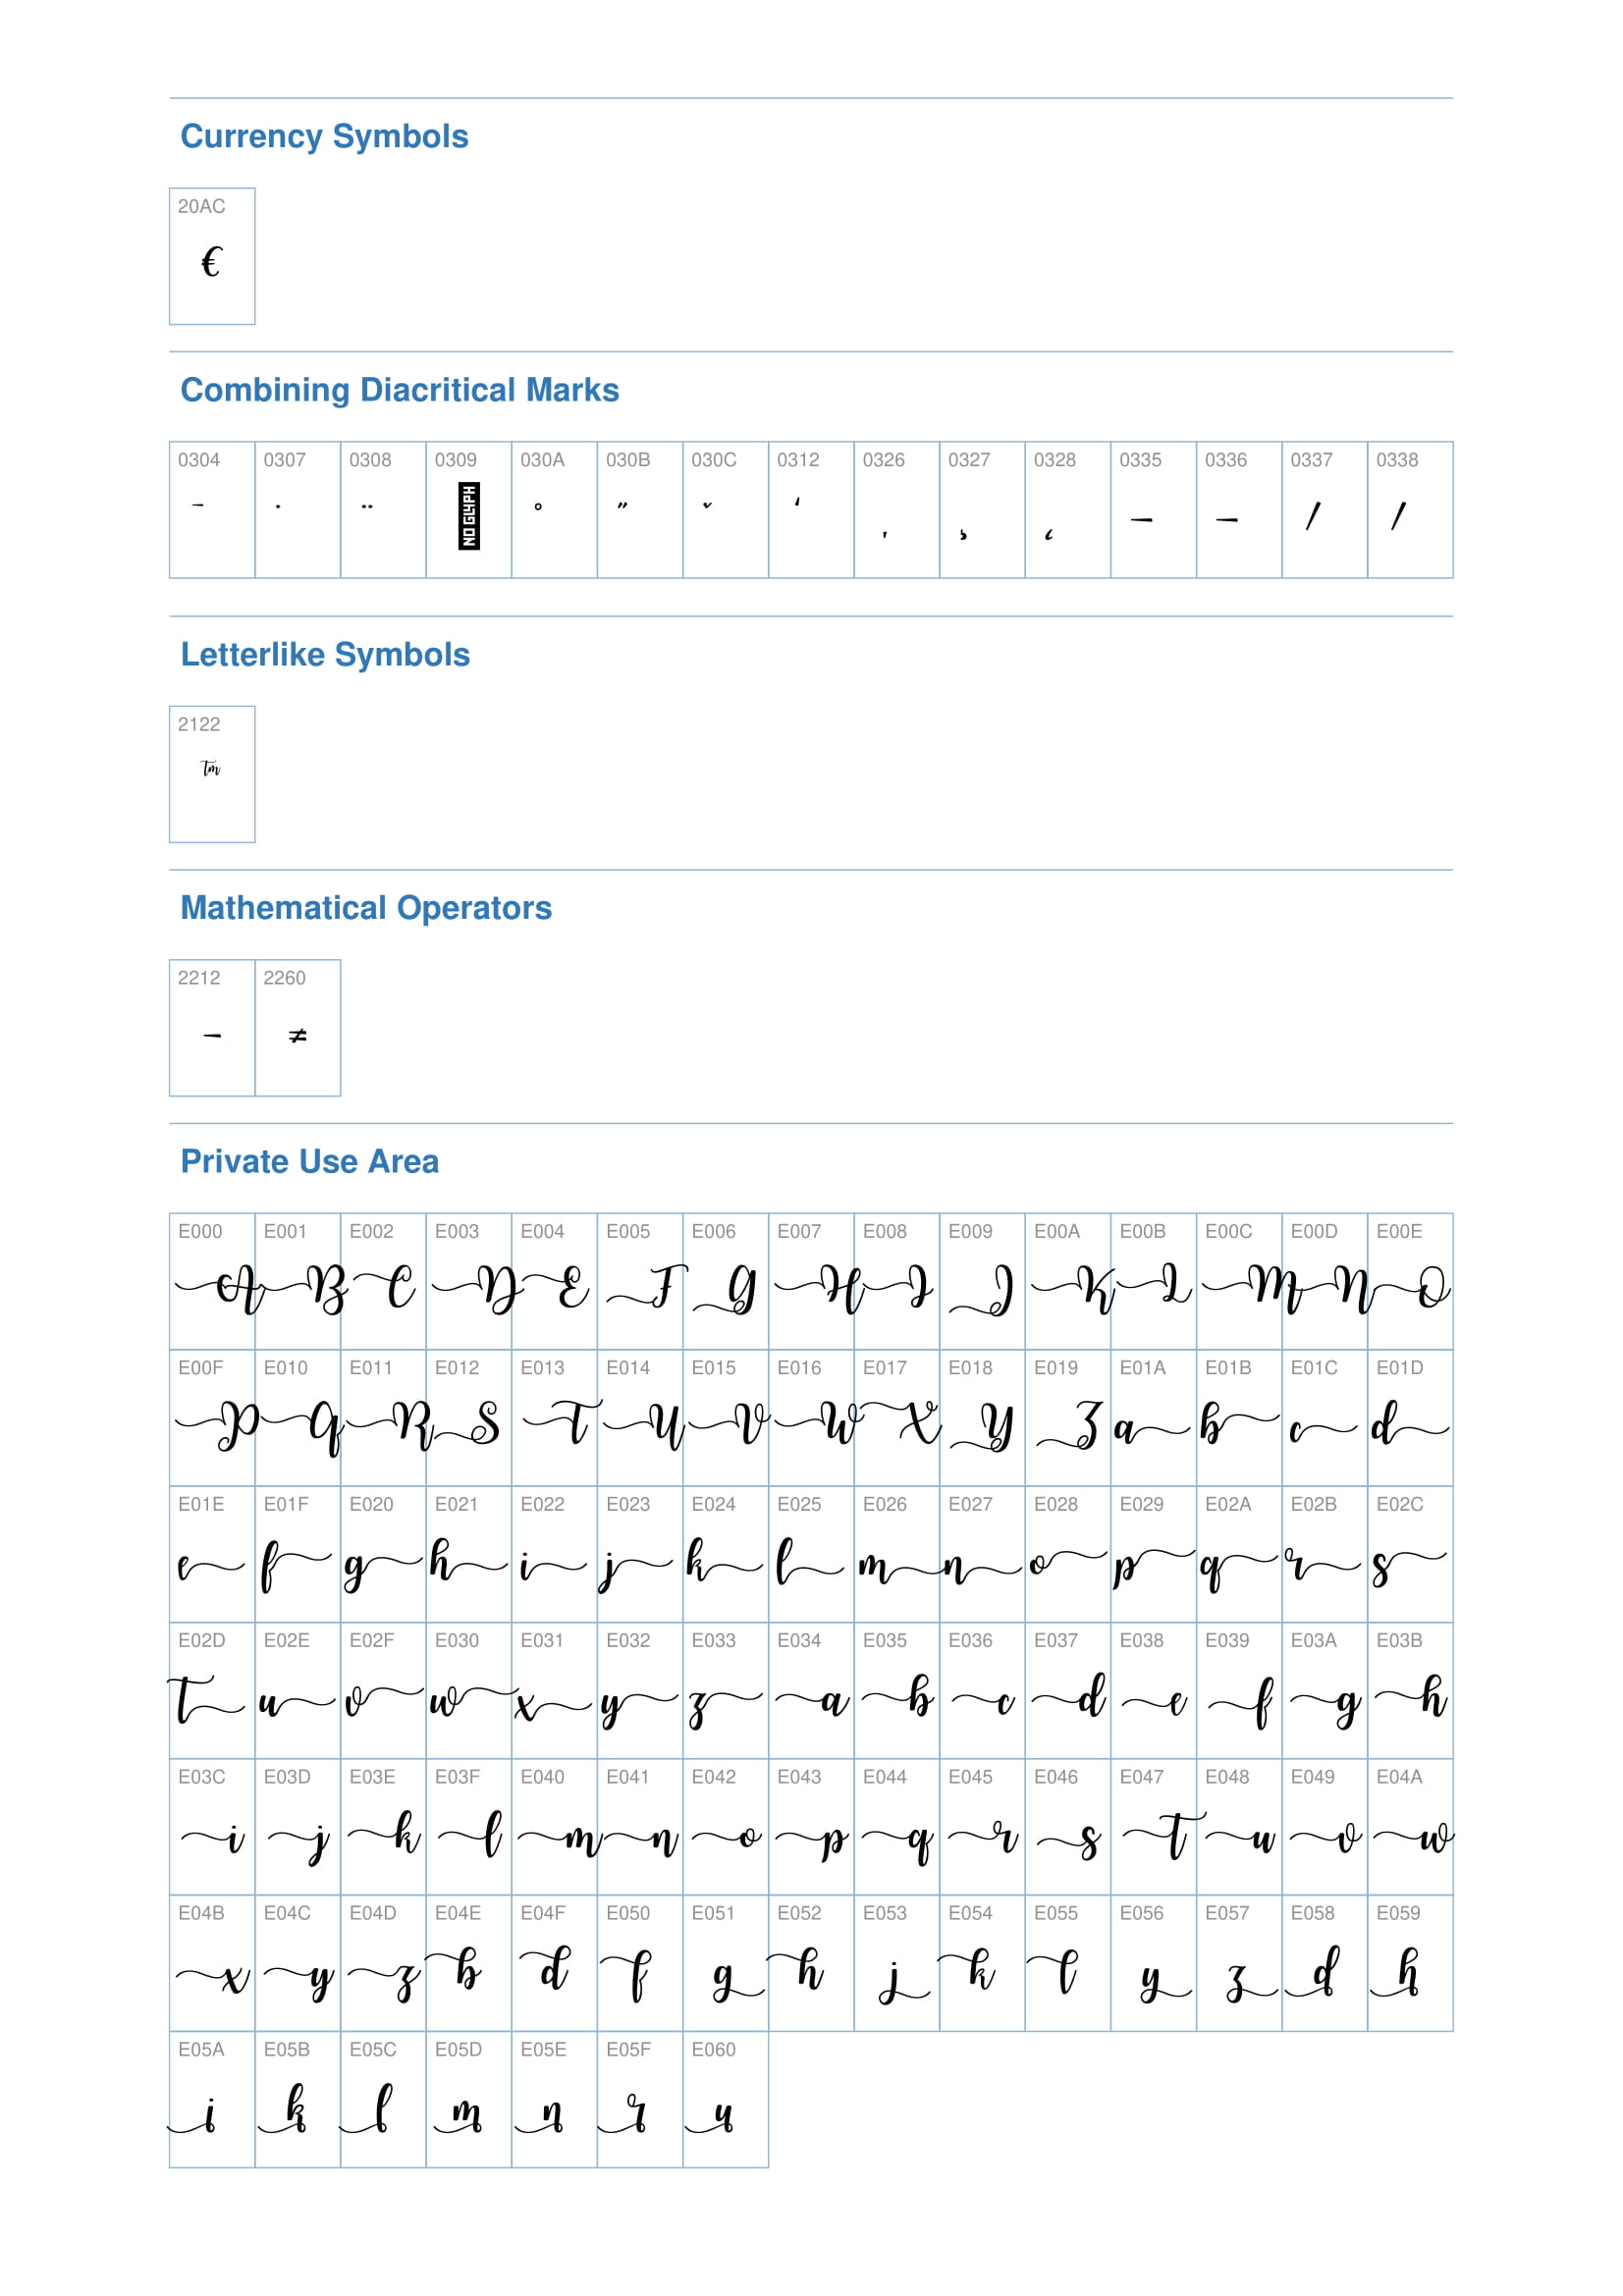 Currency Symbols
20AC
€
Combining Diacritical Marks
0304 0307 0308 0309 030A 030B 030C 0312 0326 0327 0328 0335 0336 0337 0338
NO GLYPH
Letterlike Symbols
2122
™
Mathematical Operators
2212 2260
− ≠
Private Use Area
E000 E001 E002 E003 E004 E005 E006 E007 E008 E009 E00A E00B E00C E00D E00E
A B C D E F G H I J K L M N O
E00F E010 E011 E012 E013 E014 E015 E016 E017 E018 E019 E01A E01B E01C E01D
P Q R S T U V W X Y Z a b c d
E01E E01F E020 E021 E022 E023 E024 E025 E026 E027 E028 E029 E02A E02B E02C
e f g h i j k l m n o p q r s
E02D E02E E02F E030 E031 E032 E033 E034 E035 E036 E037 E038 E039 E03A E03B
t u v w x y z a b c d e f g h
E03C E03D E03E E03F E040 E041 E042 E043 E044 E045 E046 E047 E048 E049 E04A
i j k l m n o p q r s t u v w
E04B E04C E04D E04E E04F E050 E051 E052 E053 E054 E055 E056 E057 E058 E059
x y z b d f g h j k l y z d h
E05A E05B E05C E05D E05E E05F E060
i k l m n r u